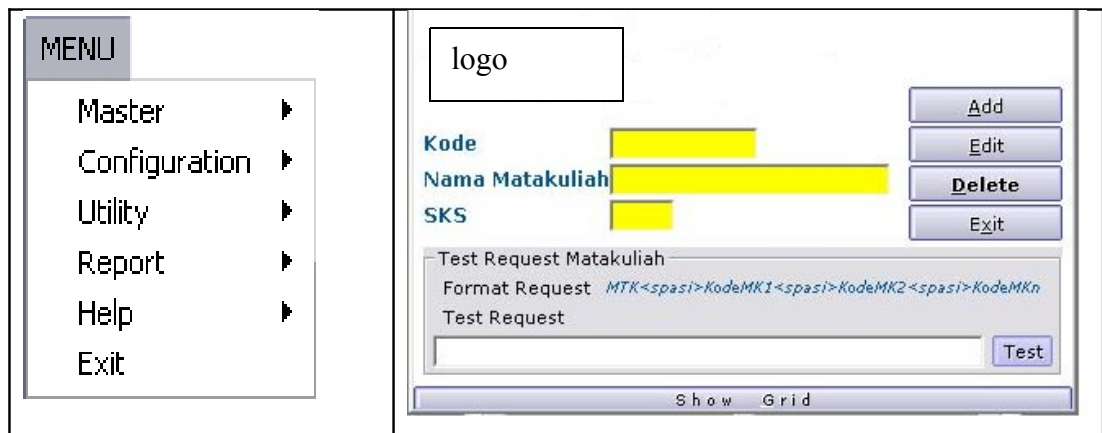 MENU
Master
Configuration
Utility
Report
Help
Exit
logo
Add
Kode
Edit
Nama Matakuliah
Delete
SKS
Exit
Test Request Matakuliah
Format Request MTK<spasi>KodeMK1<spasi>KodeMK2<spasi>KodeMKn
Test Request
Test
Show Grid